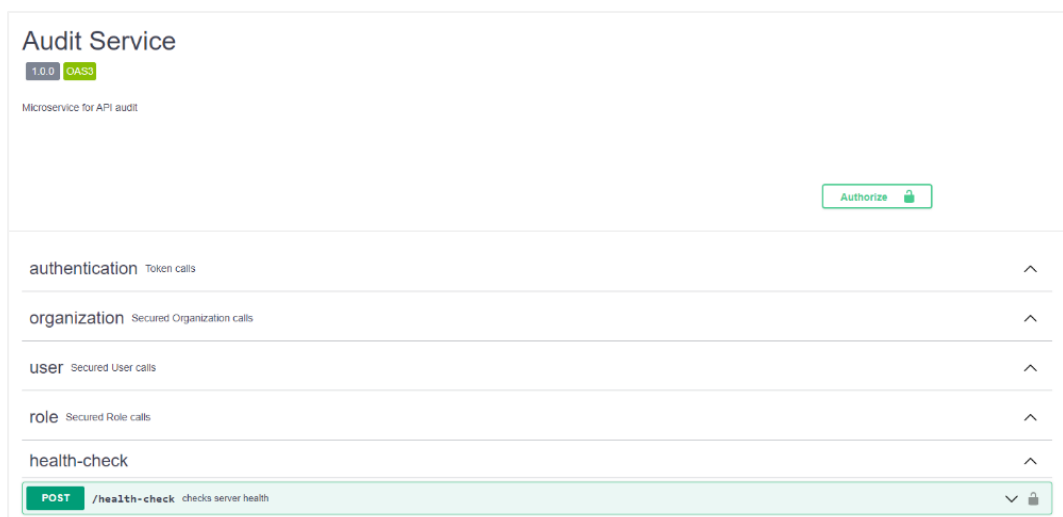 Audit Service
1.0.0 OAS3
Microservice for API audit
Authorize
authentication Token calls
organization Secured Organization calls
user Secured User calls
role Secured Role calls
health-check
POST /health-check checks server health